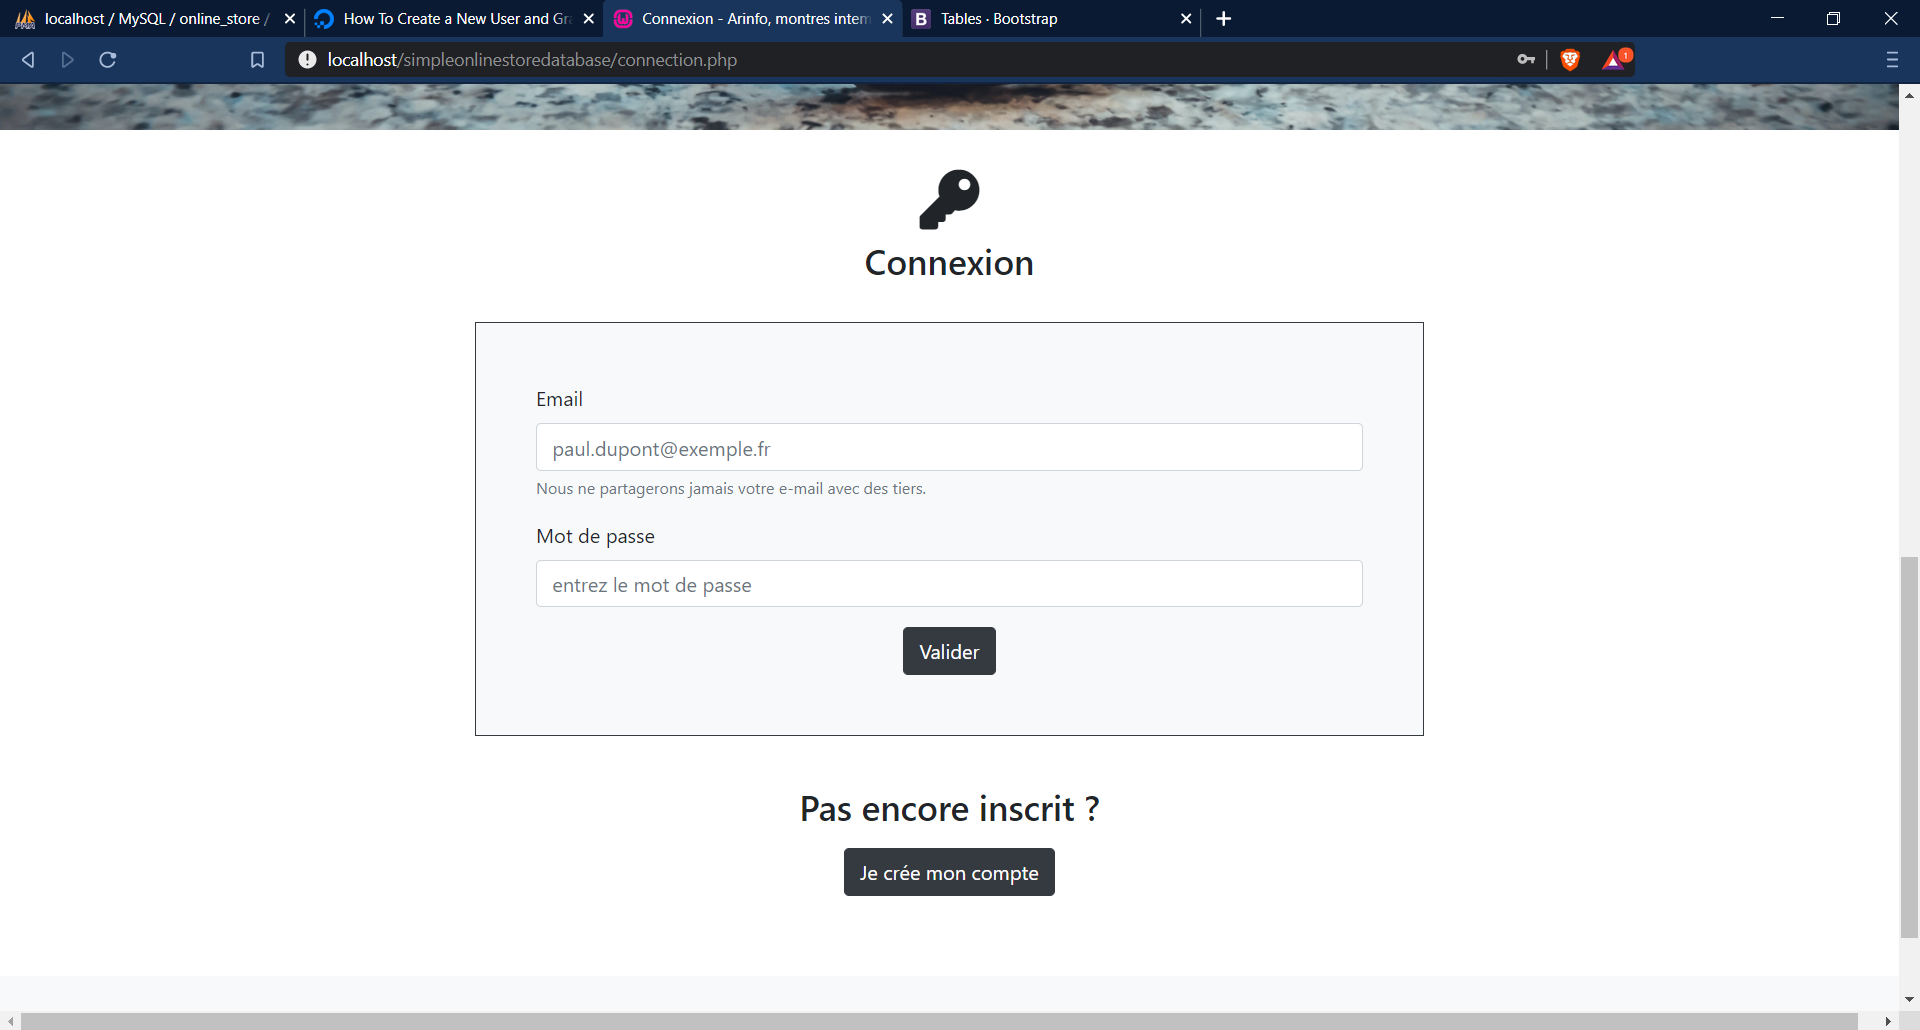 localhost / MySQL / online_store /
How To Create a New User and Gr
Connexion - Arinfo, montres intem
B Tables · Bootstrap
localhost/simpleonlinestoredatabase/connection.php
1
Connexion
Email
paul.dupont@exemple.fr
Nous ne partagerons jamais votre e-mail avec des tiers.
Mot de passe
entrez le mot de passe
Valider
Pas encore inscrit ?
Je crée mon compte